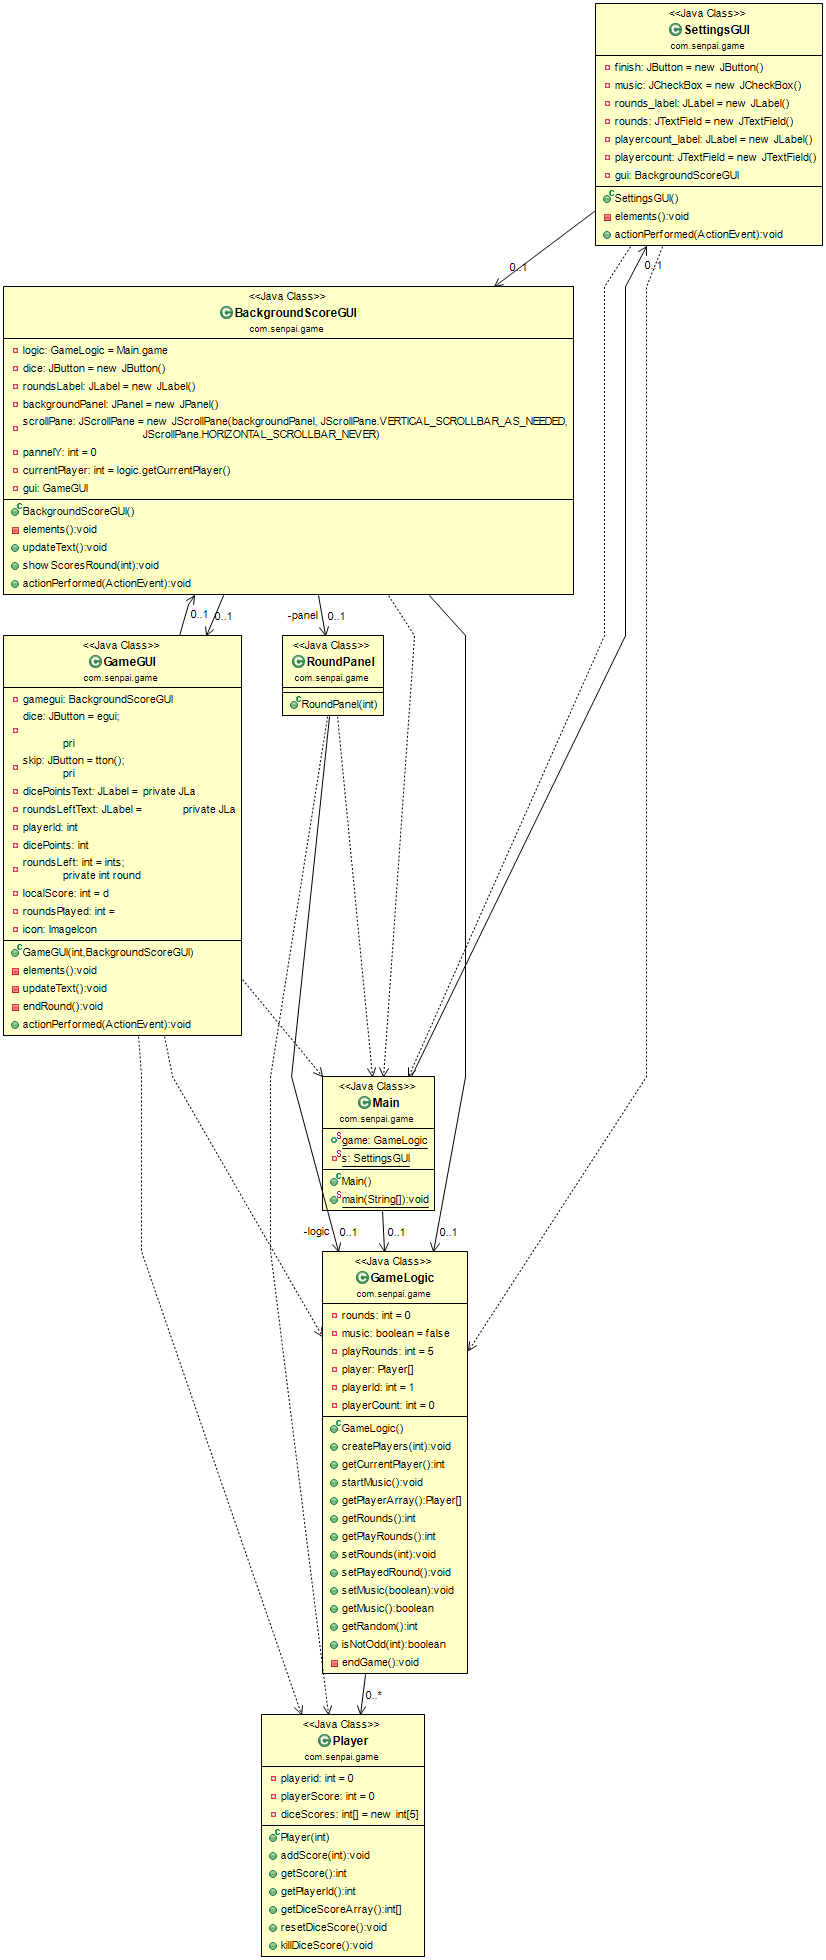 <<Java Class>>
SettingsGUI
com.senpai.game
finish: JButton = new JButton()
music: JCheckBox = new JCheckBox()
rounds_label: JLabel = new JLabel()
rounds: JTextField = new JTextField()
playercount_label: JLabel = new JLabel()
playercount: JTextField = new JTextField()
gui: BackgroundScoreGUI
SettingsGUI()
elements():void
actionPerformed(ActionEvent):void
0..1
0..1
<<Java Class>>
BackgroundScoreGUI
com.senpai.game
logic: GameLogic = Main.game
dice: JButton = new JButton()
roundsLabel: JLabel = new JLabel()
backgroundPanel: JPanel = new JPanel()
scrollPane: JScrollPane = new JScrollPane(backgroundPanel, JScrollPane.VERTICAL_SCROLLBAR_AS_NEEDED,
JScrollPane.HORIZONTAL_SCROLLBAR_NEVER)
pannelY: int = 0
currentPlayer: int = logic.getCurrentPlayer()
gui: GameGUI
BackgroundScoreGUI()
elements():void
updateText():void
showScoresRound(int):void
actionPerformed(ActionEvent):void
0..1
0..1
-panel
0..1
<<Java Class>>
GameGUI
com.senpai.game
gamegui: BackgroundScoreGUI
dice: JButton = egui;
pri
skip: JButton = tton();
pri
dicePointsText: JLabel = private JLa
roundsLeftText: JLabel = private JLa
playerId: int
dicePoints: int
roundsLeft: int = ints;
private int round
localScore: int = d
roundsPlayed: int =
icon: ImageIcon
GameGUI(int,BackgroundScoreGUI)
elements():void
updateText():void
endRound():void
actionPerformed(ActionEvent):void
<<Java Class>>
RoundPanel
com.senpai.game
RoundPanel(int)
<<Java Class>>
Main
com.senpai.game
game: GameLogic
s: SettingsGUI
Main()
main(String[]):void
-logic
0..1
0..1
0..1
<<Java Class>>
GameLogic
com.senpai.game
rounds: int = 0
music: boolean = false
playRounds: int = 5
player: Player[]
playerId: int = 1
playerCount: int = 0
GameLogic()
createPlayers(int):void
getCurrentPlayer():int
startMusic():void
getPlayerArray():Player[]
getRounds():int
getPlayRounds():int
setRounds(int):void
setPlayedRound():void
setMusic(boolean):void
getMusic():boolean
getRandom():int
isNotOdd(int):boolean
endGame():void
0..*
<<Java Class>>
Player
com.senpai.game
playerid: int = 0
playerScore: int = 0
diceScores: int[] = new int[5]
Player(int)
addScore(int):void
getScore():int
getPlayerId():int
getDiceScoreArray():int[]
resetDiceScore():void
killDiceScore():void